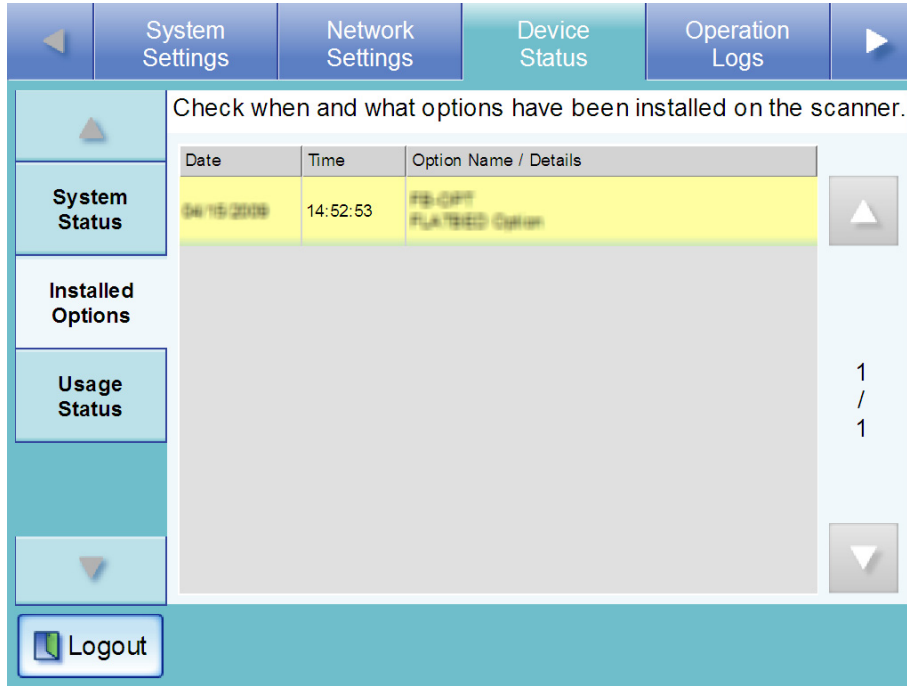 System
Settings
Network
Settings
Device
Status
Operation
Logs
Check when and what options have been installed on the scanner.
Date Time Option Name / Details
14:52:53
System
Status
Installed
Options
Usage
Status
1
/
1
Logout